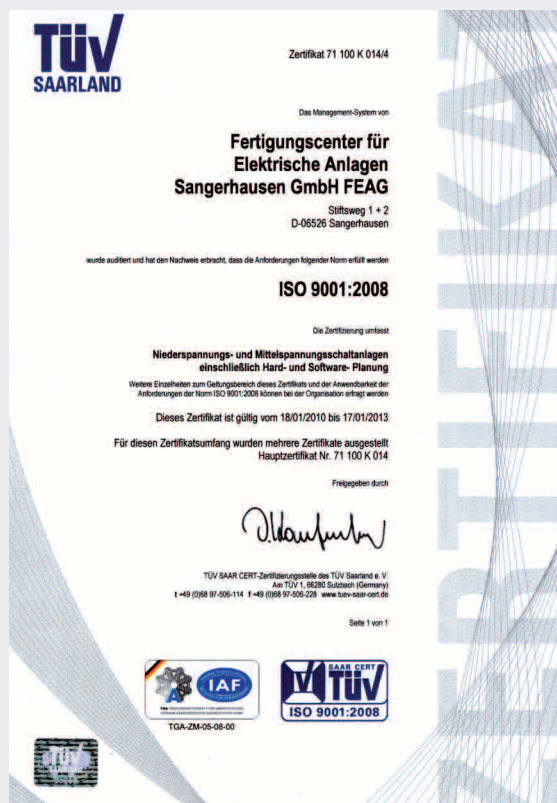 TÜV
SAARLAND
Zertifikat 71 100 K 014/4
Das Management-System von
Fertigungscenter für
Elektrische Anlagen
Sangerhausen GmbH FEAG
Stiftsweg 1 + 2
D-06526 Sangerhausen
wurde auditiert und hat den Nachweis erbracht, dass die Anforderungen folgender Norm erfüllt werden
ISO 9001:2008
Die Zertifizierung umfasst
Niederspannungs- und Mittelspannungsschaltanlagen
einschließlich Hard- und Software- Planung
Weitere Einzelheiten zum Geltungsbereich dieses Zertifikats und der Anwendbarkeit der
Anforderungen der Norm ISO 9001:2008 können bei der Organisation erfragt werden
Dieses Zertifikat ist gültig vom 18/01/2010 bis 17/01/2013
Für diesen Zertifikatsumfang wurden mehrere Zertifikate ausgestellt
Hauptzertifikat Nr. 71 100 K 014
Freigegeben durch
TÜV SAAR CERT-Zertifizierungsstelle des TÜV Saarland e. V.
Am TÜV 1, 66280 Sulzbach (Germany)
t +49 (0)68 97-506-114 f +49 (0)68 97-506-228 www.tuev-saar-cert.de
Seite 1 von 1
A
IAF
TGA-ZM-05-08-00
SAAR CERT
TÜV
ISO 9001:2008
TÜV
ZERTIFIKAT